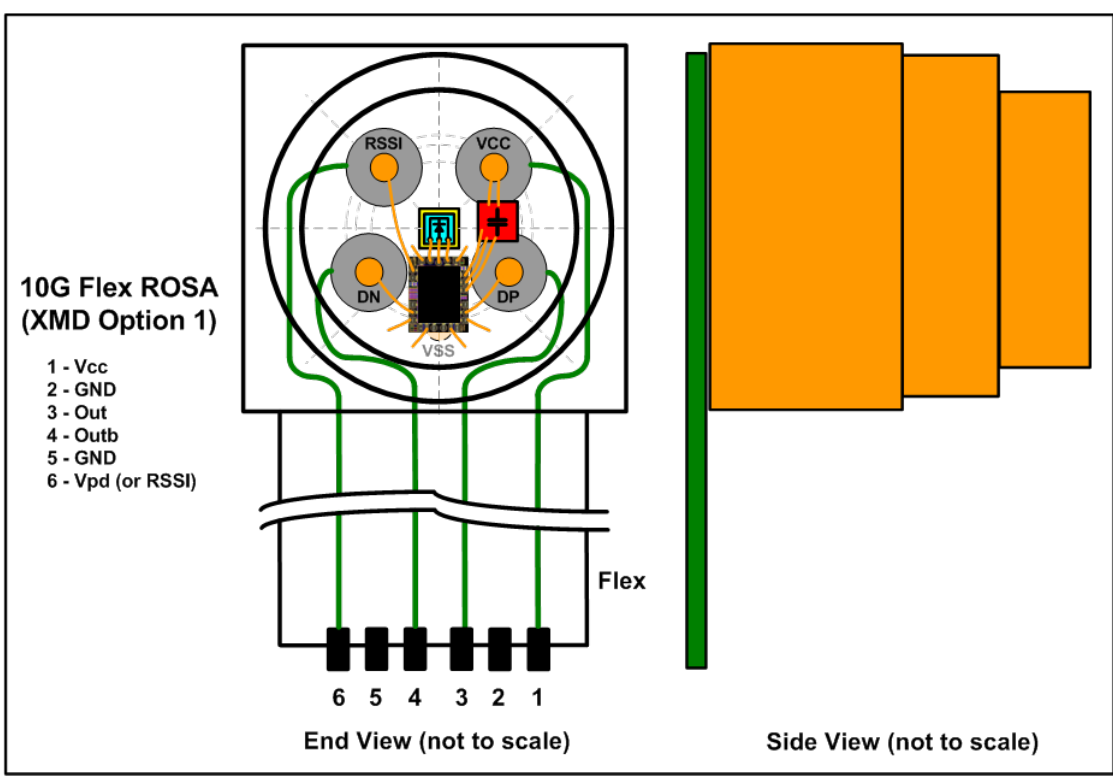 RSSI
VCC
DN
DP
VSS
10G Flex ROSA
(XMD Option 1)
1 - Vcc
2 - GND
3 - Out
4 - Outb
5 - GND
6 - Vpd (or RSSI)
Flex
6 5 4 3 2 1
End View (not to scale)
Side View (not to scale)